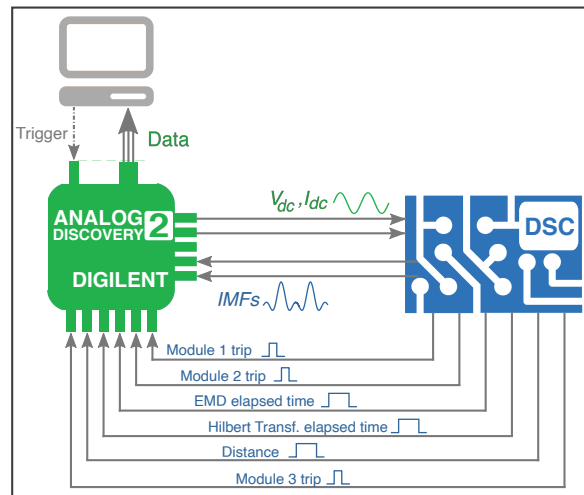 Trigger
Data
ANALOG
DISCOVERY 2
DIGILENT
Vdc, Idc
DSC
IMFs
Module 1 trip
Module 2 trip
EMD elapsed time
Hilbert Transf. elapsed time
Distance
Module 3 trip